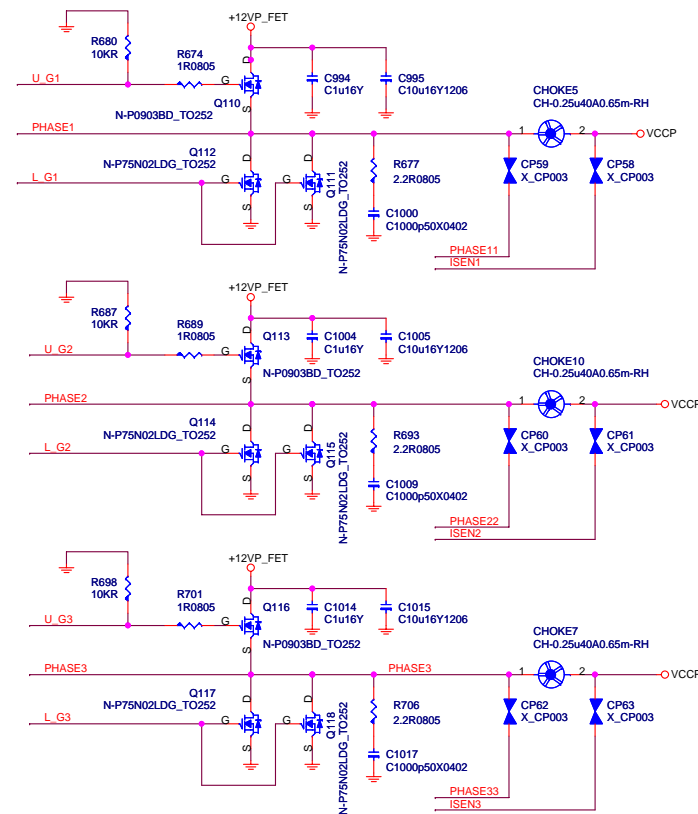 +12VP_FET
R680
10KR
R674
1R0805
U_G1
D
G
S
Q110
N-P0903BD_TO252
C994
C1u16Y
C995
C10u16Y1206
CHOKE5
CH-0.25u40A0.65m-RH
PHASE1
1
2
VCCP
Q112
N-P75N02LDG_TO252
D
G
S
L_G1
D
G
S
Q111
N-P75N02LDG_TO252
R677
2.2R0805
C1000
C1000p50X0402
CP59
X_CP003
CP58
X_CP003
PHASE11
ISEN1
+12VP_FET
R687
10KR
R689
1R0805
U_G2
D
G
S
Q113
N-P0903BD_TO252
C1004
C1u16Y
C1005
C10u16Y1206
CHOKE10
CH-0.25u40A0.65m-RH
PHASE2
1
2
VCCP
Q114
N-P75N02LDG_TO252
D
G
S
L_G2
D
G
S
Q115
N-P75N02LDG_TO252
R693
2.2R0805
C1009
C1000p50X0402
CP60
X_CP003
CP61
X_CP003
PHASE22
ISEN2
+12VP_FET
R698
10KR
R701
1R0805
U_G3
D
G
S
Q116
N-P0903BD_TO252
C1014
C1u16Y
C1015
C10u16Y1206
CHOKE7
CH-0.25u40A0.65m-RH
PHASE3
PHASE3
1
2
VCCP
Q117
N-P75N02LDG_TO252
D
G
S
L_G3
D
G
S
Q118
N-P75N02LDG_TO252
R706
2.2R0805
C1017
C1000p50X0402
CP62
X_CP003
CP63
X_CP003
PHASE33
ISEN3